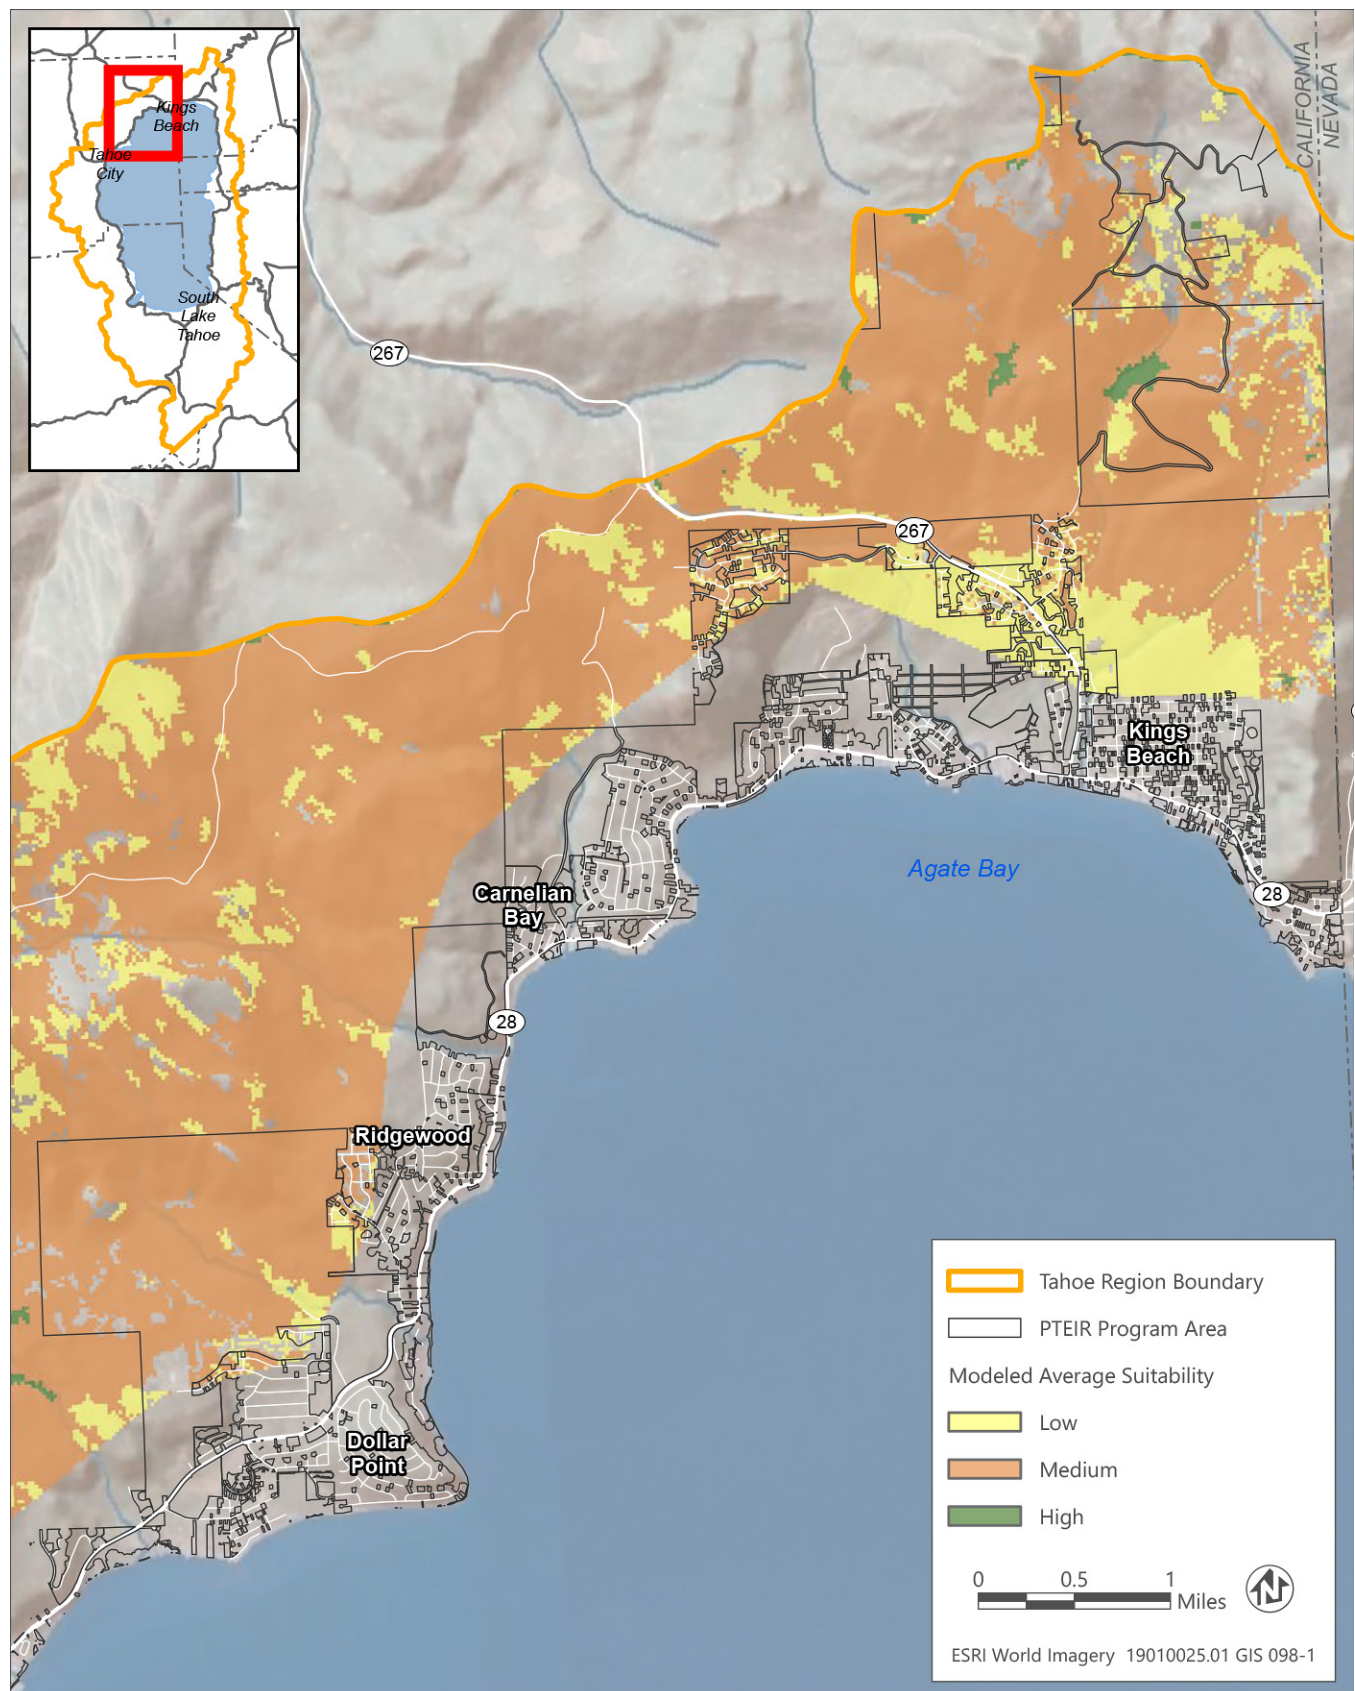 Kings
Beach
Tahoe
City
South
Lake
Tahoe
CALIFORNIA
NEVADA
267
267
Kings
Beach
Agate Bay
Carnelian
Bay
28
28
Ridgewood
Dollar
Point
Tahoe Region Boundary
PTEIR Program Area
Modeled Average Suitability
Low
Medium
High
0 0.5 1
Miles
N
ESRI World Imagery 19010025.01 GIS 098-1